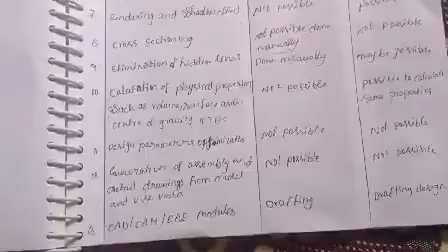 7 Rendering and shadow effect Not possible
8 Cross sectioning not possible done not possible
manually
9 Elimination of hidden lines Done manually may be possible
10 Calculation of physical properties
such as volume, surface area Not possible possible to calculate
centre of gravity etc some properties
11 Design parameters Not possible Not possible
12 Generation of assembly and Not possible Not possible
detail drawings from model
and vice versa
13 CAD/CAM/CAE modules Drafting Drafting design